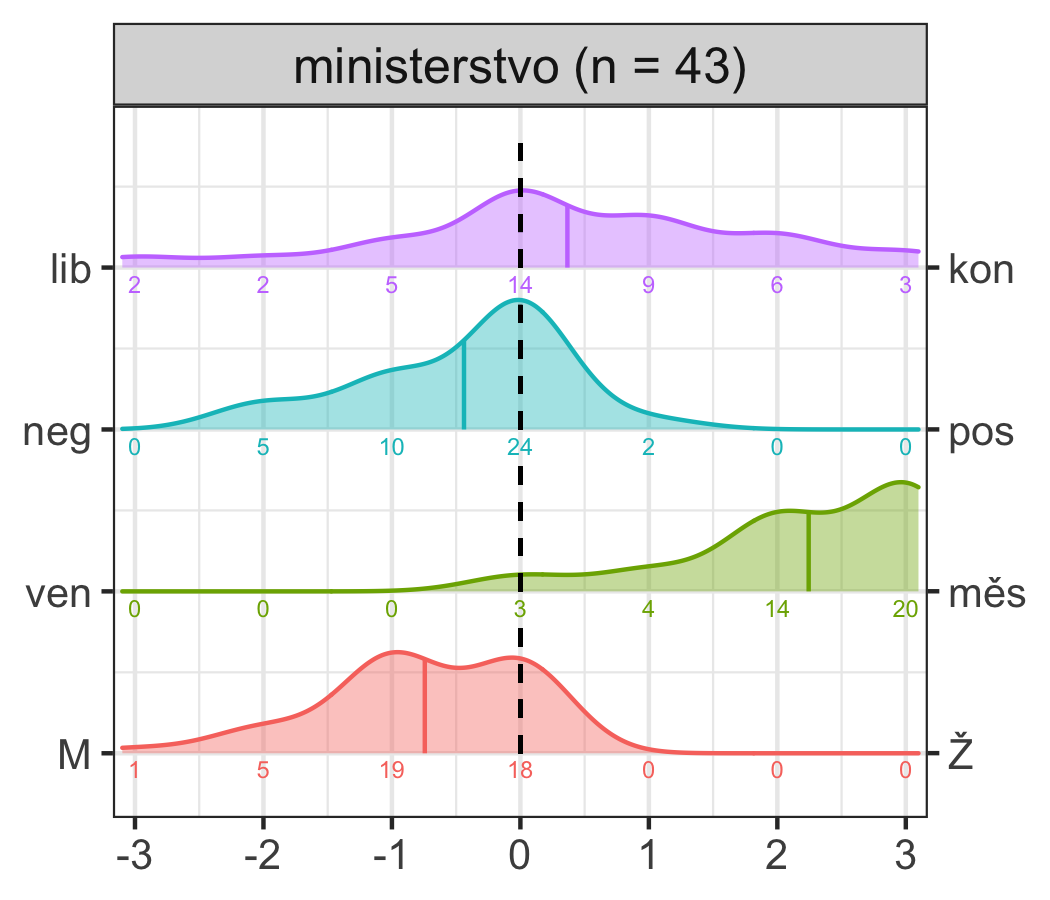 ministerstvo (n = 43)
lib kon
2 2 5 14 9 6 3
neg pos
0 5 10 24 2 0 0
ven měs
0 0 0 3 4 14 20
M Ž
1 5 19 18 0 0 0
-3 -2 -1 0 1 2 3